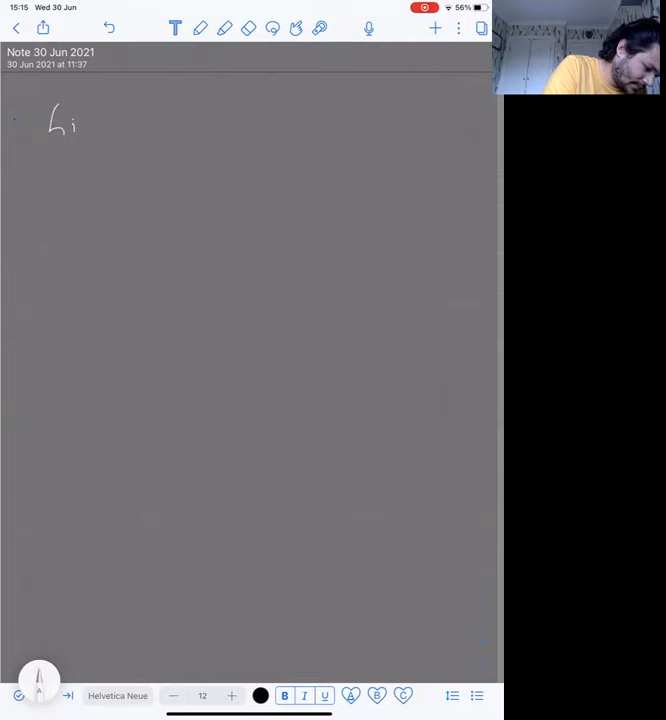 15:15 Wed 30 Jun 56%
Note 30 Jun 2021
30 Jun 2021 at 11:37
hi
Helvetica Neue — 12 + B I U A B C